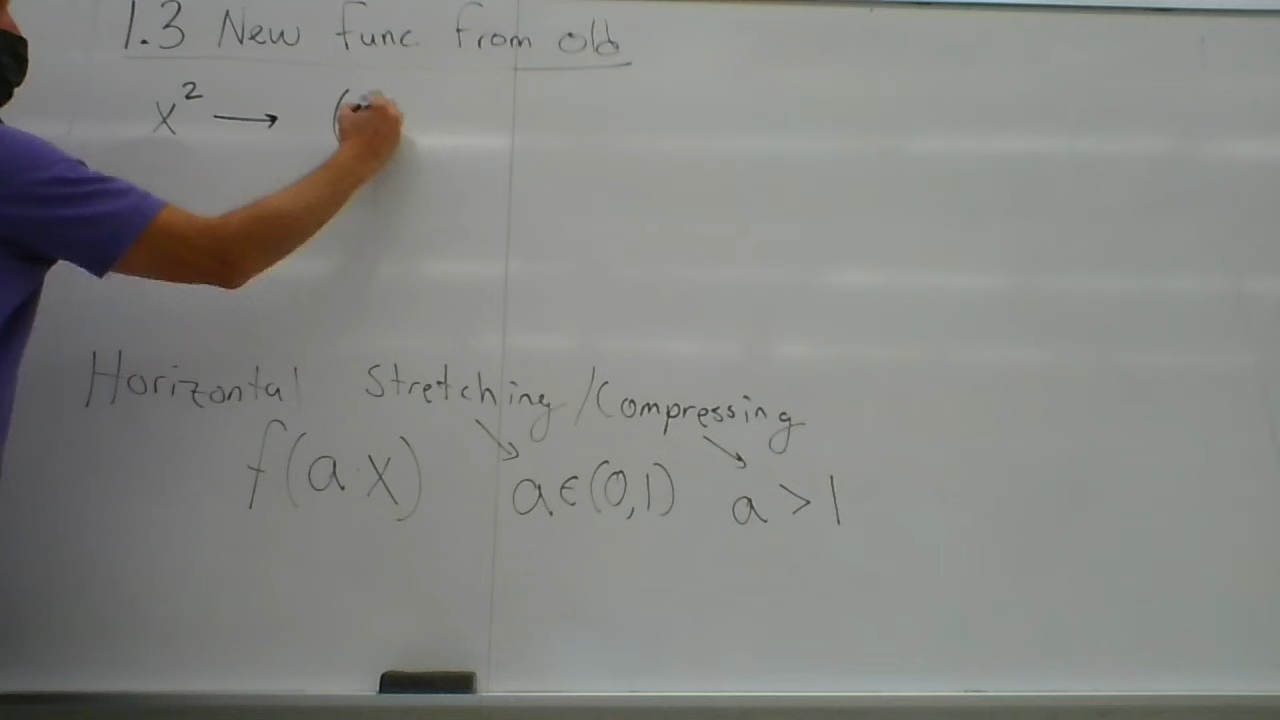 1.3 New func. from old
x² → (
Horizontal Stretching/Compressing
f(a·x) a∈(0,1) a>1